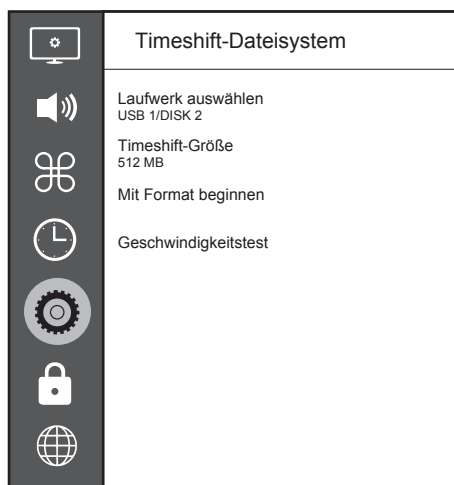 Timeshift-Dateisystem
Laufwerk auswählen
USB 1/DISK 2
Timeshift-Größe
512 MB
Mit Format beginnen
Geschwindigkeitstest